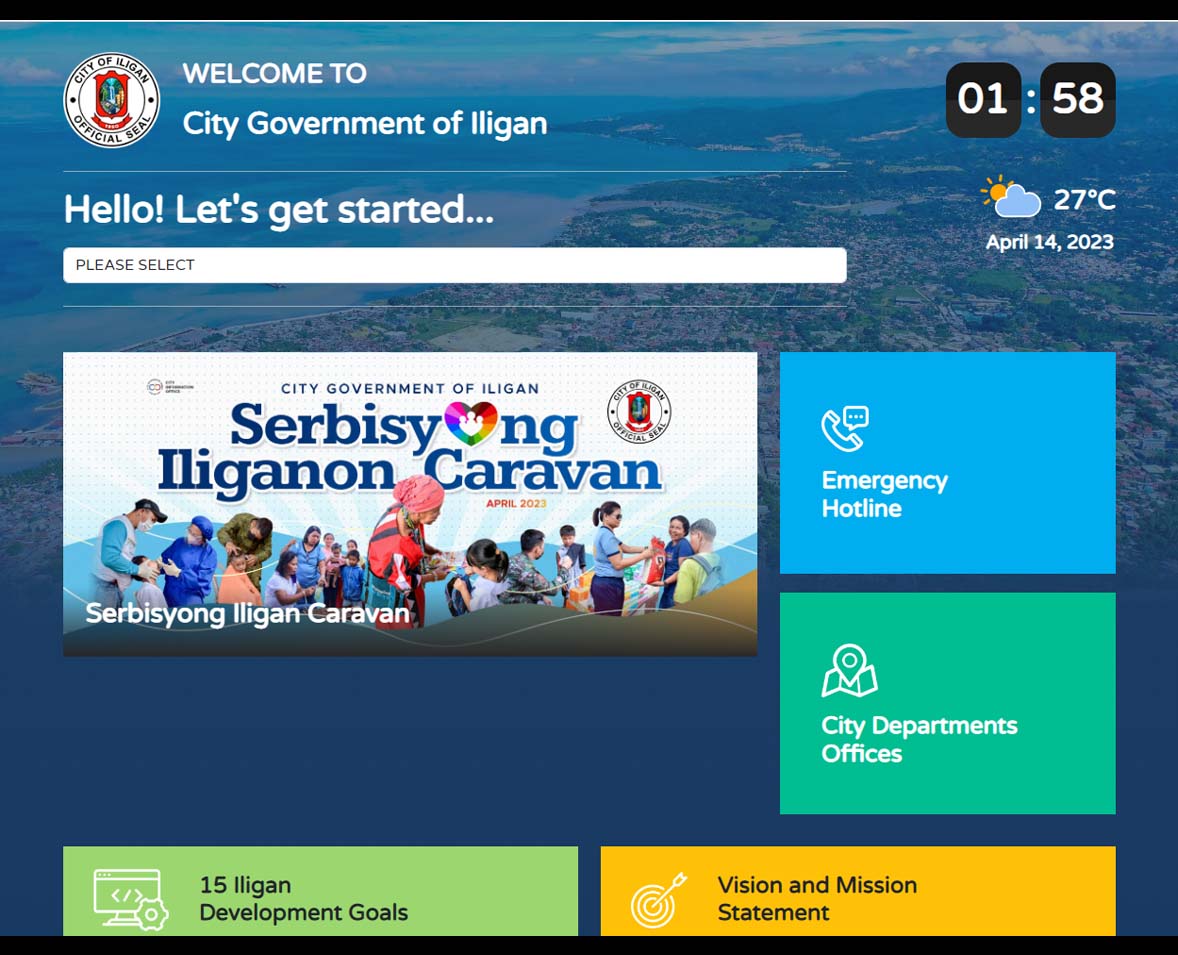 CITY OF ILIGAN
OFFICIAL SEAL
WELCOME TO
City Government of Iligan
01 : 58
27°C
April 14, 2023
Hello! Let's get started...
PLEASE SELECT
CITY
INFORMATION
OFFICE
CITY GOVERNMENT OF ILIGAN
CITY OF ILIGAN
OFFICIAL SEAL
Serbisyong
Iliganon Caravan
APRIL 2023
Serbisyong Iligan Caravan
Emergency
Hotline
City Departments
Offices
15 Iligan
Development Goals
Vision and Mission
Statement